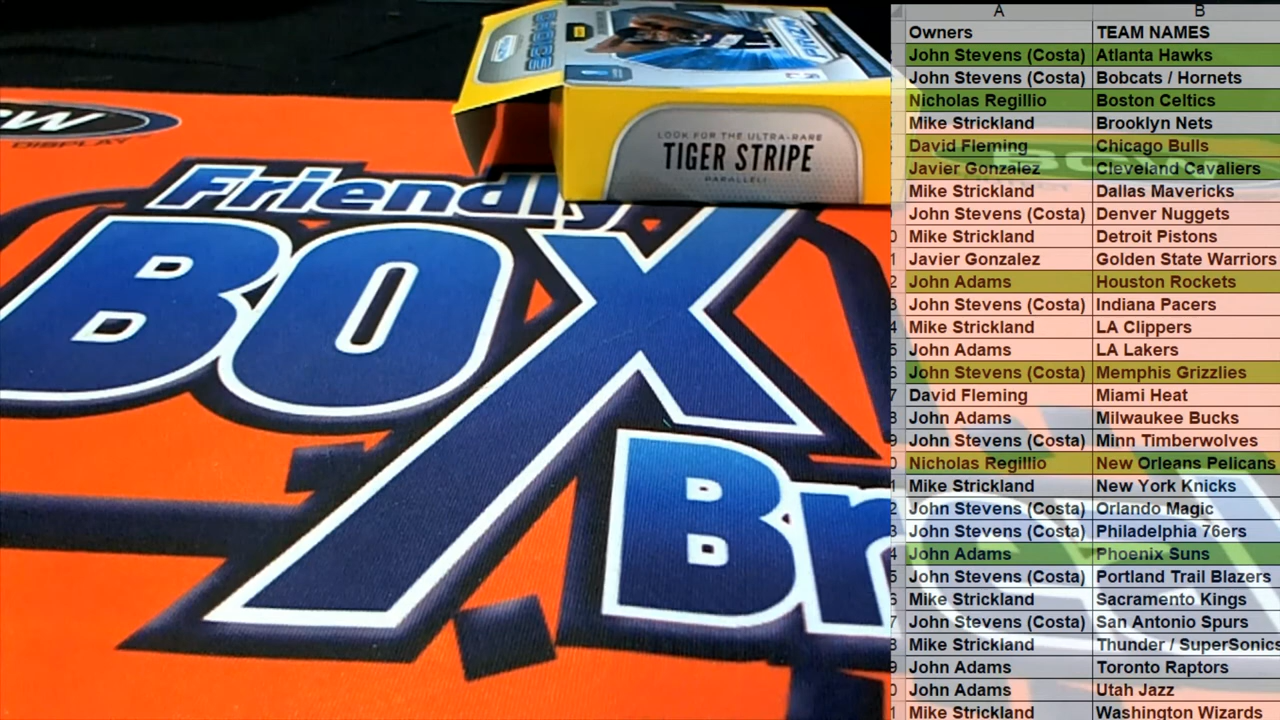 CW
DISPLAY
Friendly
BOX
Br
PRIZM
LOOK FOR THE ULTRA-RARE
TIGER STRIPE
PARALLEL!
A B
Owners TEAM NAMES
John Stevens (Costa) Atlanta Hawks
John Stevens (Costa) Bobcats / Hornets
Nicholas Regillio Boston Celtics
Mike Strickland Brooklyn Nets
David Fleming Chicago Bulls
Javier Gonzalez Cleveland Cavaliers
Mike Strickland Dallas Mavericks
John Stevens (Costa) Denver Nuggets
Mike Strickland Detroit Pistons
Javier Gonzalez Golden State Warriors
John Adams Houston Rockets
John Stevens (Costa) Indiana Pacers
Mike Strickland LA Clippers
John Adams LA Lakers
John Stevens (Costa) Memphis Grizzlies
David Fleming Miami Heat
John Adams Milwaukee Bucks
John Stevens (Costa) Minn Timberwolves
Nicholas Regillio New Orleans Pelicans
Mike Strickland New York Knicks
John Stevens (Costa) Orlando Magic
John Stevens (Costa) Philadelphia 76ers
John Adams Phoenix Suns
John Stevens (Costa) Portland Trail Blazers
Mike Strickland Sacramento Kings
John Stevens (Costa) San Antonio Spurs
Mike Strickland Thunder / SuperSonics
John Adams Toronto Raptors
John Adams Utah Jazz
Mike Strickland Washington Wizards